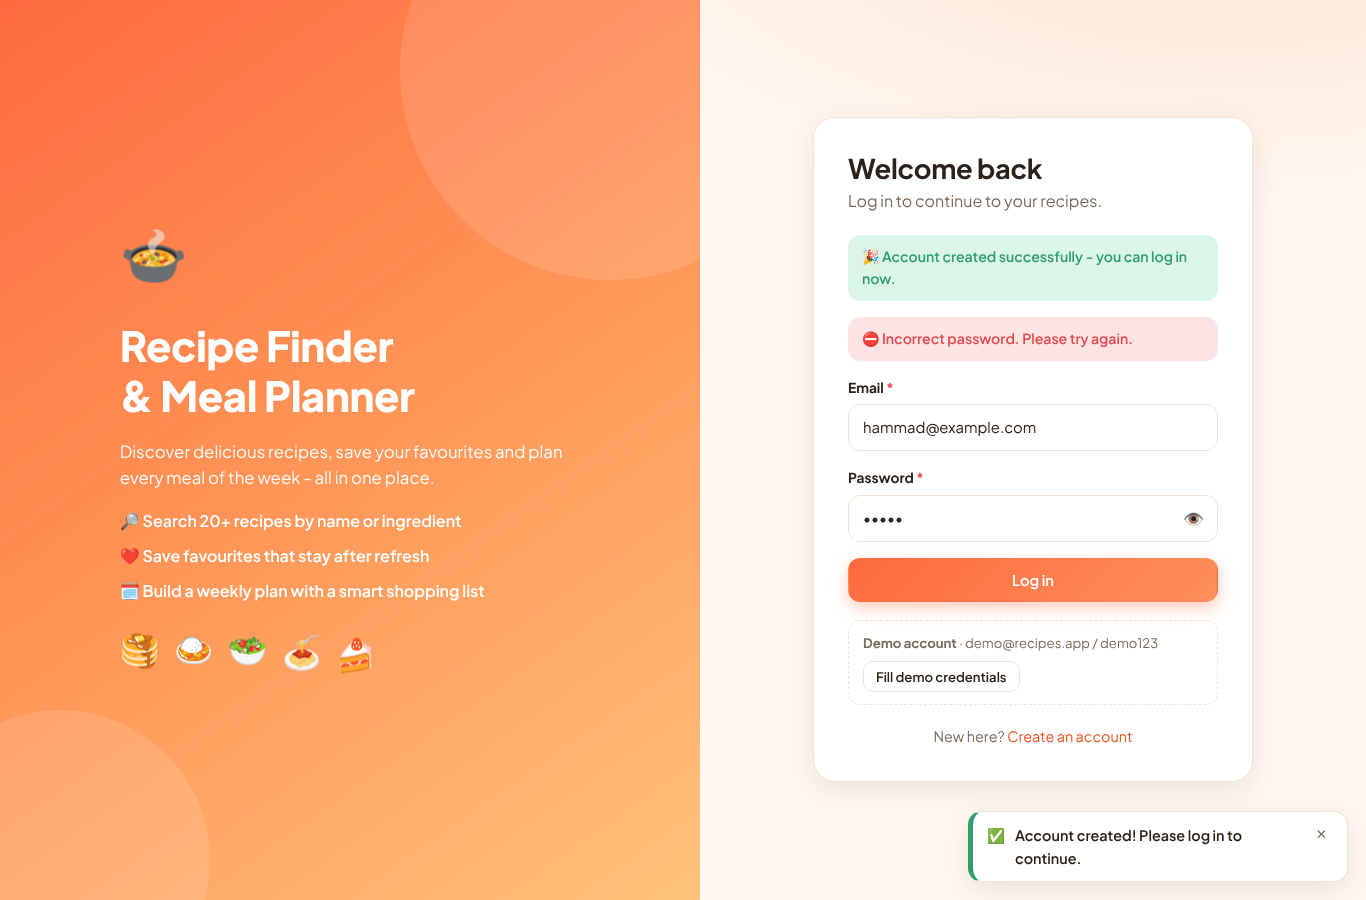 Recipe Finder
& Meal Planner
Discover delicious recipes, save your favourites and plan
every meal of the week - all in one place.
🔎 Search 20+ recipes by name or ingredient
❤️ Save favourites that stay after refresh
🗓️ Build a weekly plan with a smart shopping list
Welcome back
Log in to continue to your recipes.
🎉 Account created successfully - you can log in
now.
⛔ Incorrect password. Please try again.
Email *
hammad@example.com
Password *
•••••
Log in
Demo account · demo@recipes.app / demo123
Fill demo credentials
New here? Create an account
✅ Account created! Please log in to
continue.
×